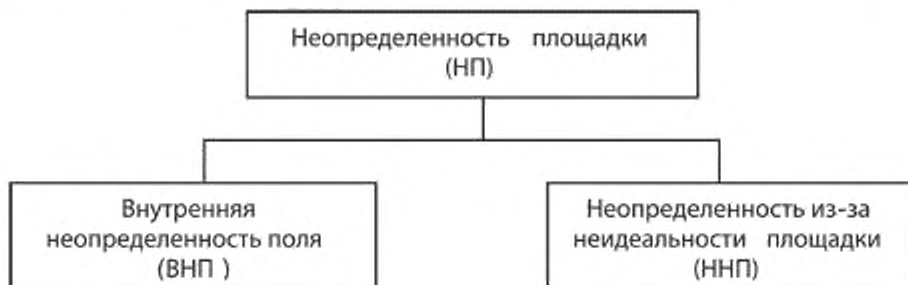 Неопределенность площадки
(НП)
Внутренняя
неопределенность поля
(ВНП )
Неопределенность из-за
неидеальности площадки
(ННП)